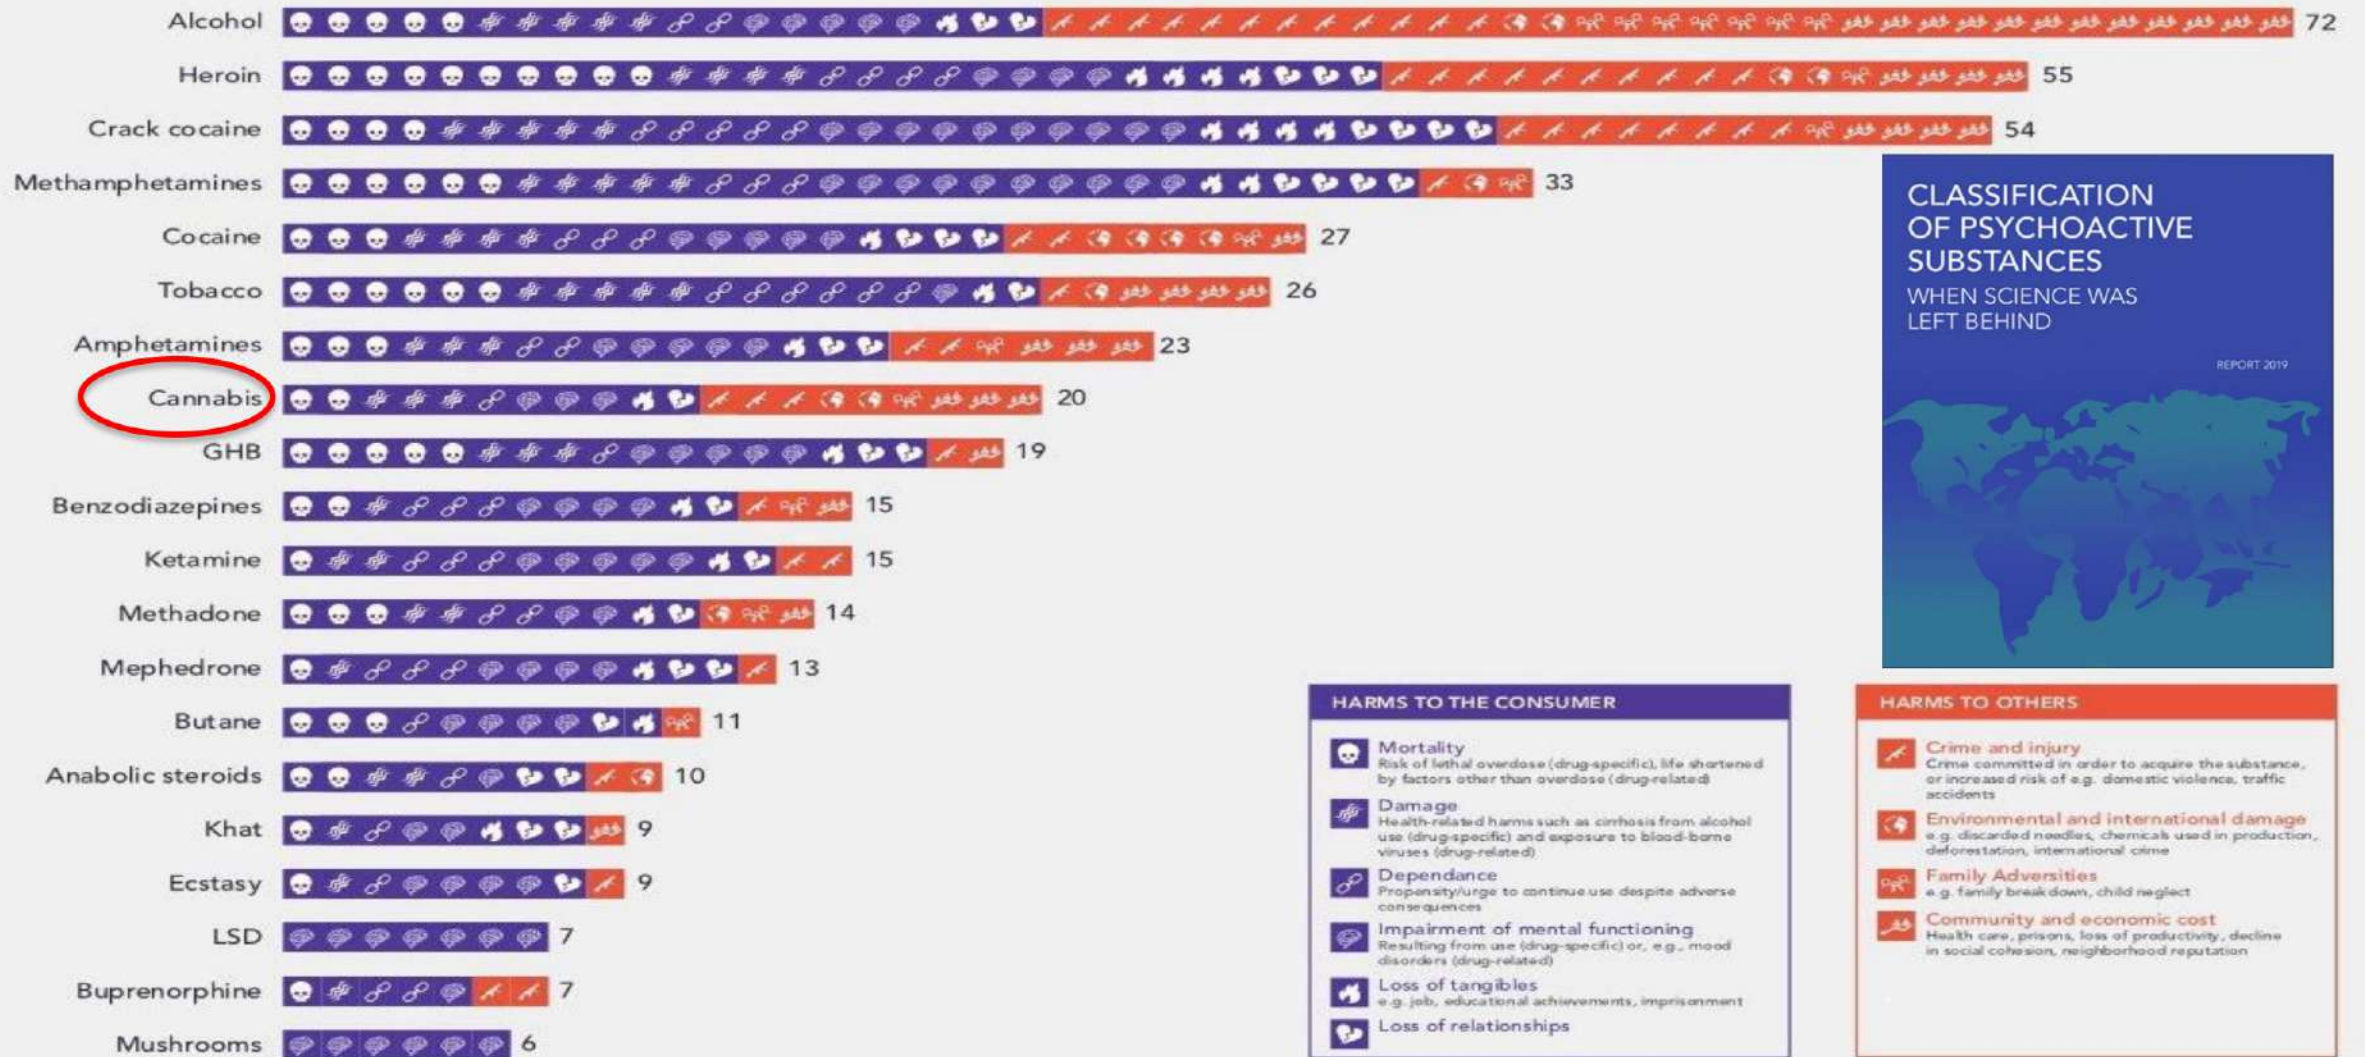 Alcohol 72
Heroin 55
Crack cocaine 54
Methamphetamines 33
Cocaine 27
Tobacco 26
Amphetamines 23
Cannabis 20
GHB 19
Benzodiazepines 15
Ketamine 15
Methadone 14
Mephedrone 13
Butane 11
Anabolic steroids 10
Khat 9
Ecstasy 9
LSD 7
Buprenorphine 7
Mushrooms 6
CLASSIFICATION
OF PSYCHOACTIVE
SUBSTANCES
WHEN SCIENCE WAS
LEFT BEHIND
REPORT 2019
HARMS TO THE CONSUMER
Mortality
Risk of lethal overdose (drug-specific), life shortened
by factors other than overdose (drug-related)
Damage
Health-related harms such as cirrhosis from alcohol
use (drug-specific) and exposure to blood-borne
viruses (drug-related)
Dependance
Propensity/urge to continue use despite adverse
consequences
Impairment of mental functioning
Resulting from use (drug-specific) or, e.g., mood
disorders (drug-related)
Loss of tangibles
e.g. job, educational achievements, imprisonment
Loss of relationships
HARMS TO OTHERS
Crime and injury
Crime committed in order to acquire the substance,
or increased risk of e.g. domestic violence, traffic
accidents
Environmental and international damage
e.g. discarded needles, chemicals used in production,
deforestation, international crime
Family Adversities
e.g. family breakdown, child neglect
Community and economic cost
Health care, prisons, loss of productivity, decline
in social cohesion, neighborhood reputation